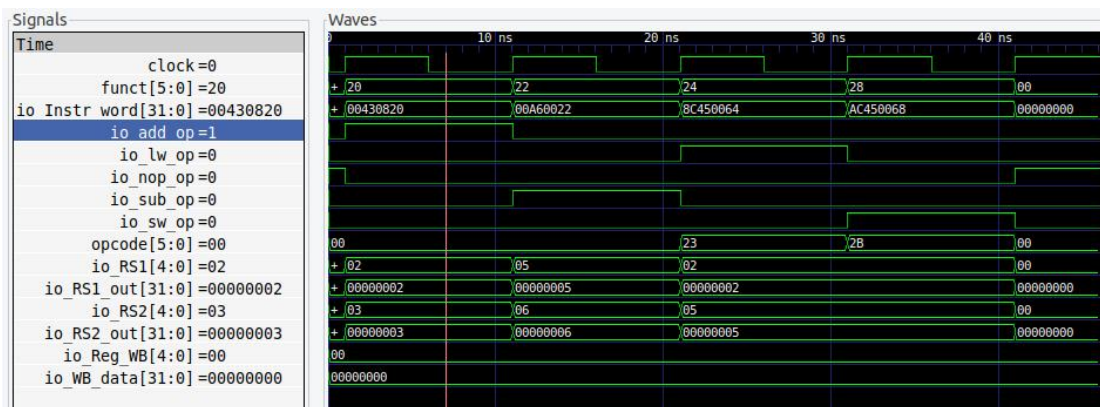 Signals
Waves
Time
0 10 ns 20 ns 30 ns 40 ns
clock=0
funct[5:0]=20
+ 20 22 24 28 00
io_Instr_word[31:0]=00430820
+ 00430820 00A60022 8C450064 AC450068 00000000
io_add_op=1
io_lw_op=0
io_nop_op=0
io_sub_op=0
io_sw_op=0
opcode[5:0]=00
00 23 2B 00
io_RS1[4:0]=02
+ 02 05 02 00
io_RS1_out[31:0]=00000002
+ 00000002 00000005 00000002 00000000
io_RS2[4:0]=03
+ 03 06 05 00
io_RS2_out[31:0]=00000003
+ 00000003 00000006 00000005 00000000
io_Reg_WB[4:0]=00
00
io_WB_data[31:0]=00000000
00000000